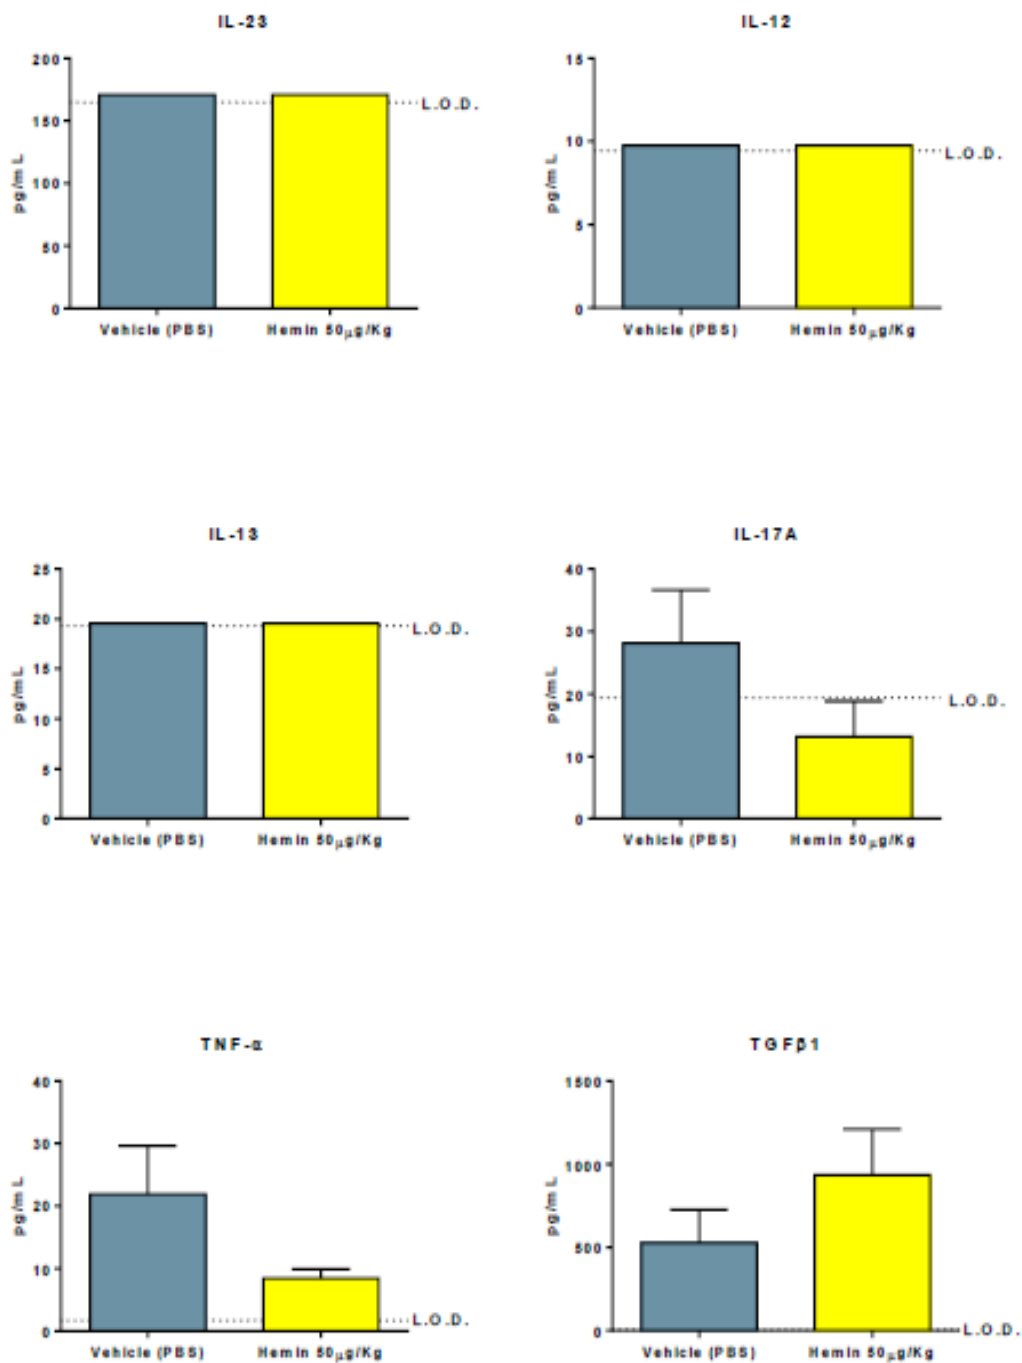 IL-23
200
150
100
50
0
pg/mL
L.O.D.
Vehicle (PBS) Hemin 50µg/Kg
IL-12
15
10
5
0
pg/mL
L.O.D.
Vehicle (PBS) Hemin 50µg/Kg
IL-13
25
20
15
10
5
0
pg/mL
L.O.D.
Vehicle (PBS) Hemin 50µg/Kg
IL-17A
40
30
20
10
0
pg/mL
L.O.D.
Vehicle (PBS) Hemin 50µg/Kg
TNF-α
40
30
20
10
0
pg/mL
L.O.D.
Vehicle (PBS) Hemin 50µg/Kg
TGFβ1
1500
1000
500
0
pg/mL
L.O.D.
Vehicle (PBS) Hemin 50µg/Kg